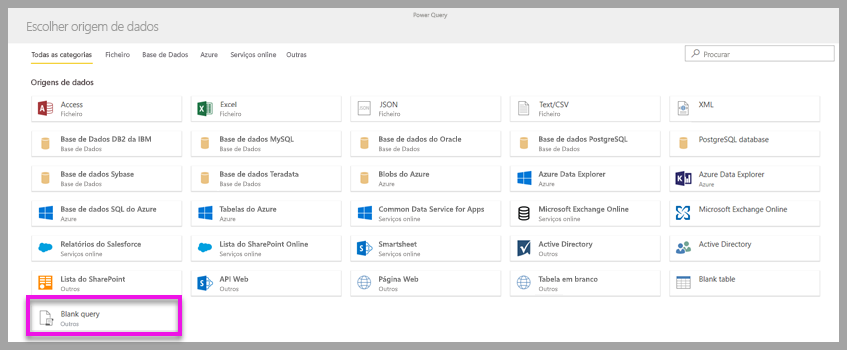 Power Query
Escolher origem de dados
Todas as categorias Ficheiro Base de Dados Azure Serviços online Outras
Procurar
Origens de dados
Access
Ficheiro
Excel
Ficheiro
JSON
Ficheiro
Text/CSV
Ficheiro
XML
Base de Dados DB2 da IBM
Base de Dados
Base de dados MySQL
Base de Dados
Base de dados do Oracle
Base de Dados
Base de dados PostgreSQL
Base de Dados
PostgreSQL database
Base de dados Sybase
Base de Dados
Base de dados Teradata
Base de Dados
Blobs do Azure
Base de Dados
Azure Data Explorer
Azure
Azure Data Explorer
Azure
Base de dados SQL do Azure
Azure
Tabelas do Azure
Azure
Common Data Service for Apps
Serviços online
Microsoft Exchange Online
Serviços online
Microsoft Exchange Online
Relatórios do Salesforce
Serviços online
Lista do SharePoint Online
Serviços online
Smartsheet
Serviços online
Active Directory
Outros
Active Directory
Lista do SharePoint
Outros
API Web
Outros
Página Web
Outros
Tabela em branco
Outros
Blank table
Blank query
Outros